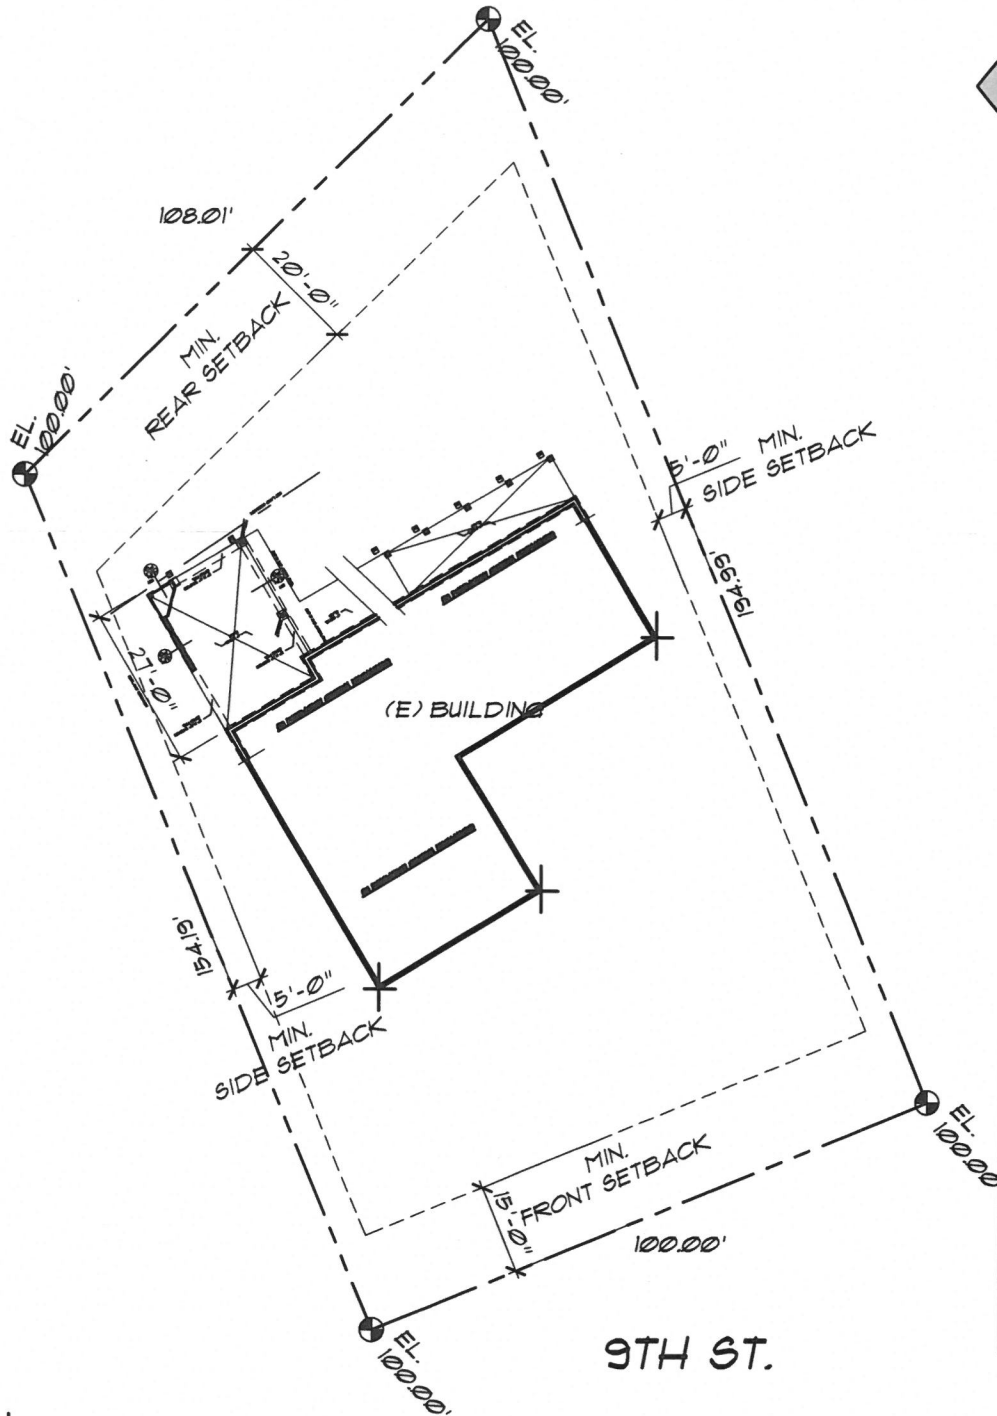 EL.
100.00'
108.01'
20'-0"
MIN.
REAR SETBACK
EL.
100.00'
5'-0" MIN.
SIDE SETBACK
194.99'
27'-0"
(E) BUILDING
154.19'
5'-0"
MIN.
SIDE SETBACK
EL.
100.00'
MIN.
FRONT SETBACK
15'-0"
100.00'
EL.
100.00'
9TH ST.